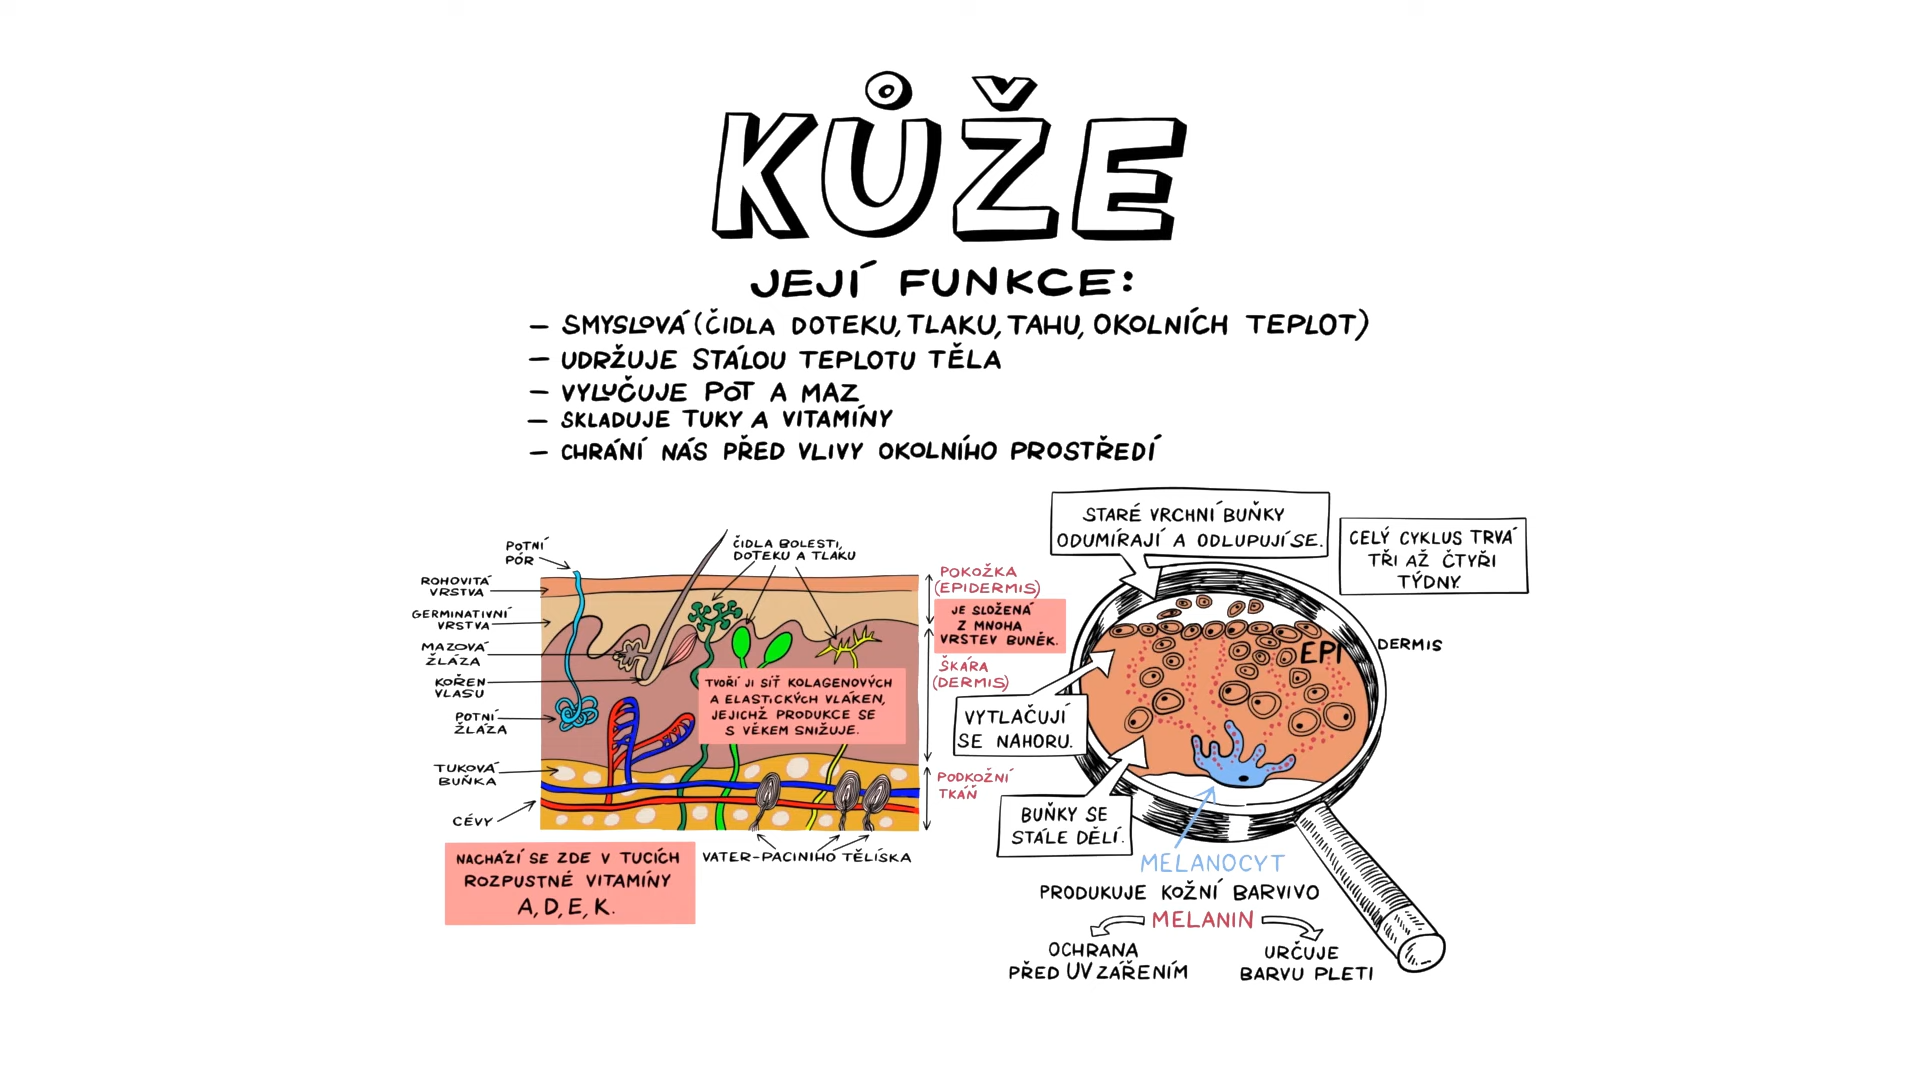 KŮŽE
JEJÍ FUNKCE:
– SMYSLOVÁ (ČIDLA DOTEKU, TLAKU, TAHU, OKOLNÍCH TEPLOT)
– UDRŽUJE STÁLOU TEPLOTU TĚLA
– VYLUČUJE POT A MAZ
– SKLADUJE TUKY A VITAMÍNY
– CHRÁNÍ NÁS PŘED VLIVY OKOLNÍHO PROSTŘEDÍ
POTNÍ
PÓR
ROHOVITÁ
VRSTVA
GERMINATIVNÍ
VRSTVA
MAZOVÁ
ŽLÁZA
KOŘEN
VLASU
POTNÍ
ŽLÁZA
TUKOVÁ
BUŇKA
CÉVY
ČIDLA BOLESTI,
DOTEKU A TLAKU
POKOŽKA
(EPIDERMIS)
JE SLOŽENÁ
Z MNOHA
VRSTEV BUNĚK.
ŠKÁRA
(DERMIS)
TVOŘÍ JI SÍŤ KOLAGENOVÝCH
A ELASTICKÝCH VLÁKEN,
JEJICHŽ PRODUKCE SE
S VĚKEM SNIŽUJE.
PODKOŽNÍ
TKÁŇ
VATER-PACINIHO TĚLÍSKA
NACHÁZÍ SE ZDE V TUCÍCH
ROZPUSTNÉ VITAMÍNY
A, D, E, K.
STARÉ VRCHNÍ BUŇKY
ODUMÍRAJÍ A ODLUPUJÍ SE.
CELÝ CYKLUS TRVÁ
TŘI AŽ ČTYŘI
TÝDNY.
EPI DERMIS
VYTLAČUJÍ
SE NAHORU.
BUŇKY SE
STÁLE DĚLÍ.
MELANOCYT
PRODUKUJE KOŽNÍ BARVIVO
MELANIN
OCHRANA
PŘED UV ZÁŘENÍM
URČUJE
BARVU PLETI